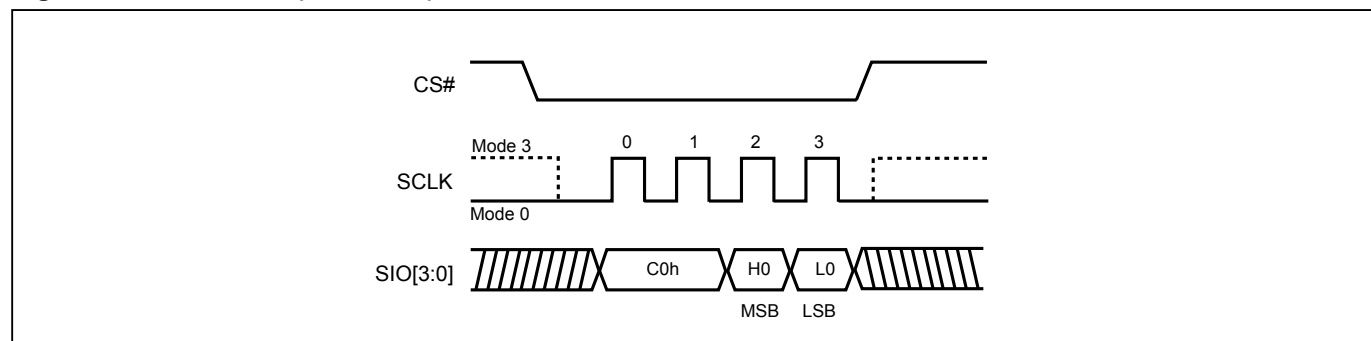 CS#
Mode 3 0 1 2 3
SCLK
Mode 0
SIO[3:0] C0h H0 L0
MSB LSB